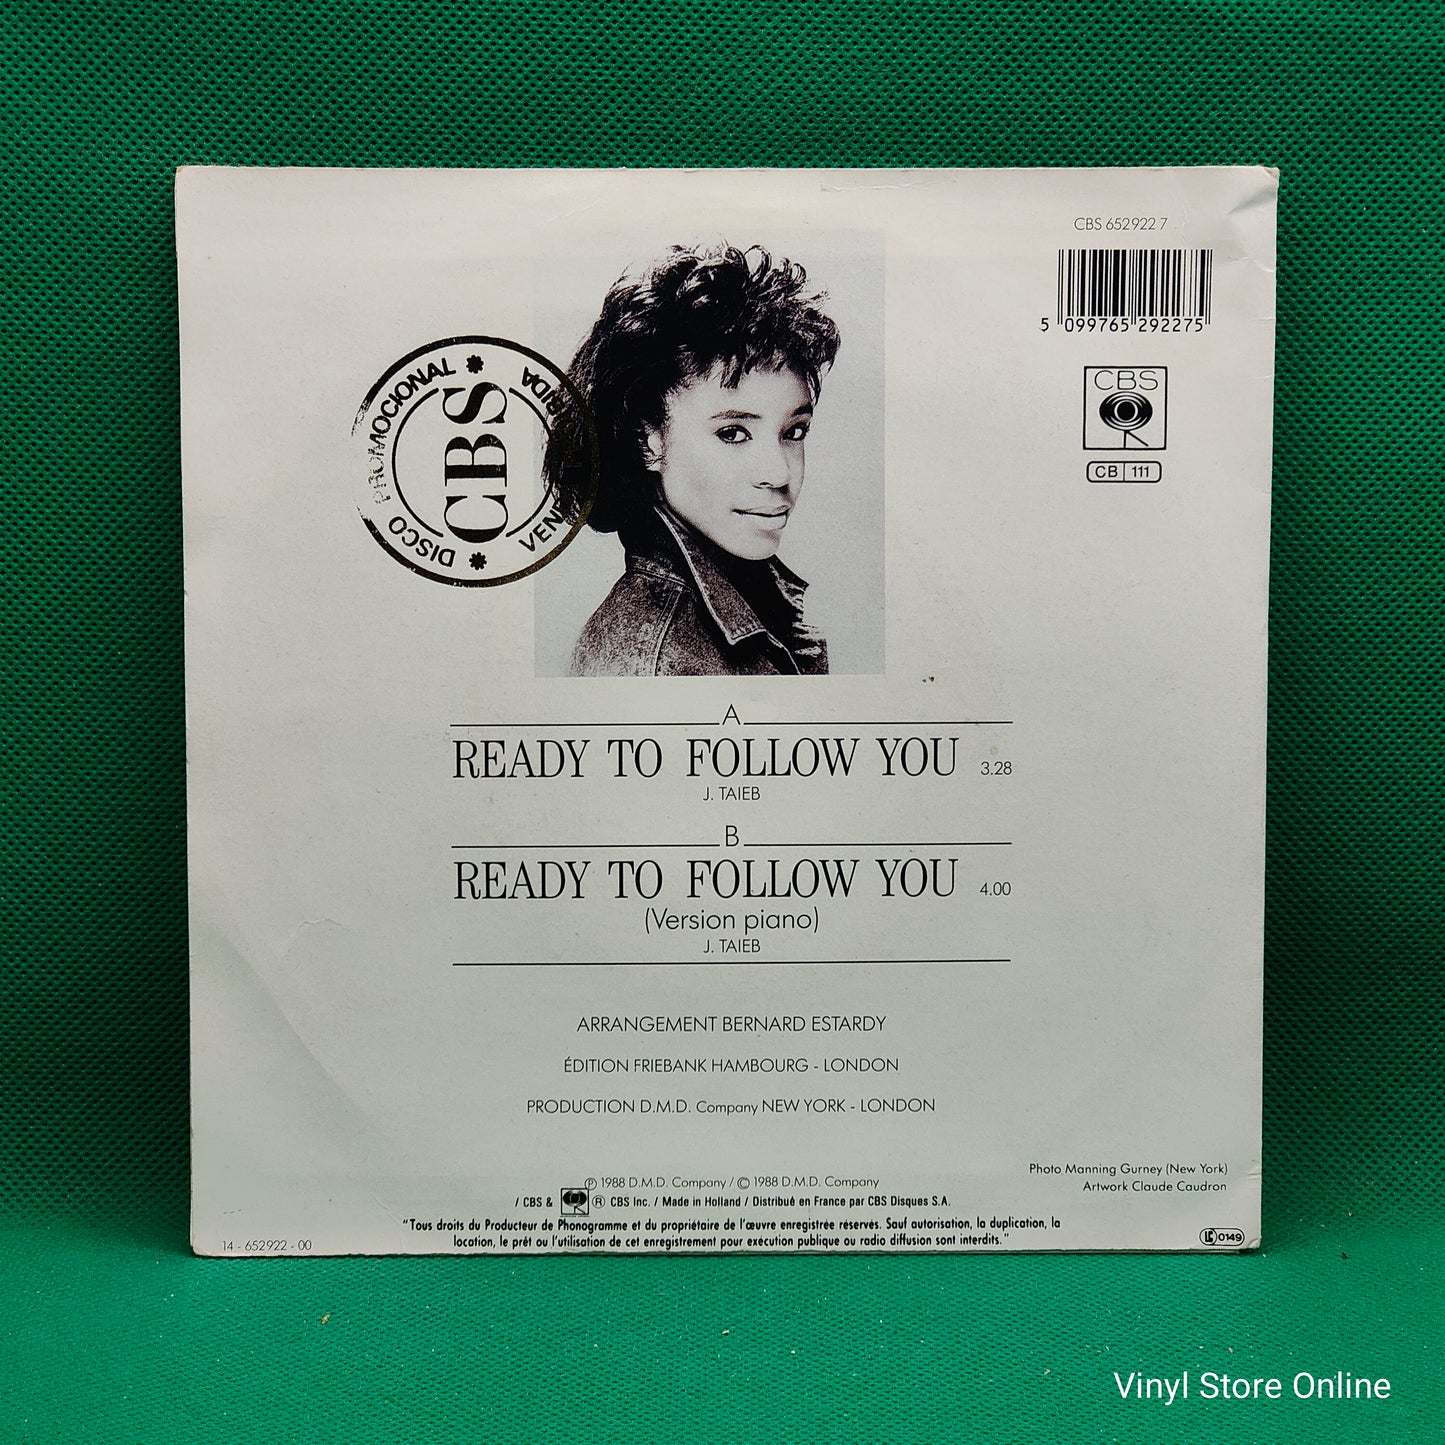 CBS 652922 7
5 099765 292275
CBS
CB 111
DISCO PROMOCIONAL
CBS
A
READY TO FOLLOW YOU 3.28
J. TAIEB
B
READY TO FOLLOW YOU 4.00
(Version piano)
J. TAIEB
ARRANGEMENT BERNARD ESTARDY
ÉDITION FRIEBANK HAMBOURG - LONDON
PRODUCTION D.M.D. Company NEW YORK - LONDON
Photo Manning Gurney (New York)
Artwork Claude Caudron
℗ 1988 D.M.D. Company / © 1988 D.M.D. Company
/ CBS & ® CBS Inc. / Made in Holland / Distribué en France par CBS Disques S.A.
"Tous droits du Producteur de Phonogramme et du propriétaire de l'œuvre enregistrée réservés. Sauf autorisation, la duplication, la
location, le prêt ou l'utilisation de cet enregistrement pour exécution publique ou radio diffusion sont interdits."
14 - 652922 - 00
LC 0149
Vinyl Store Online